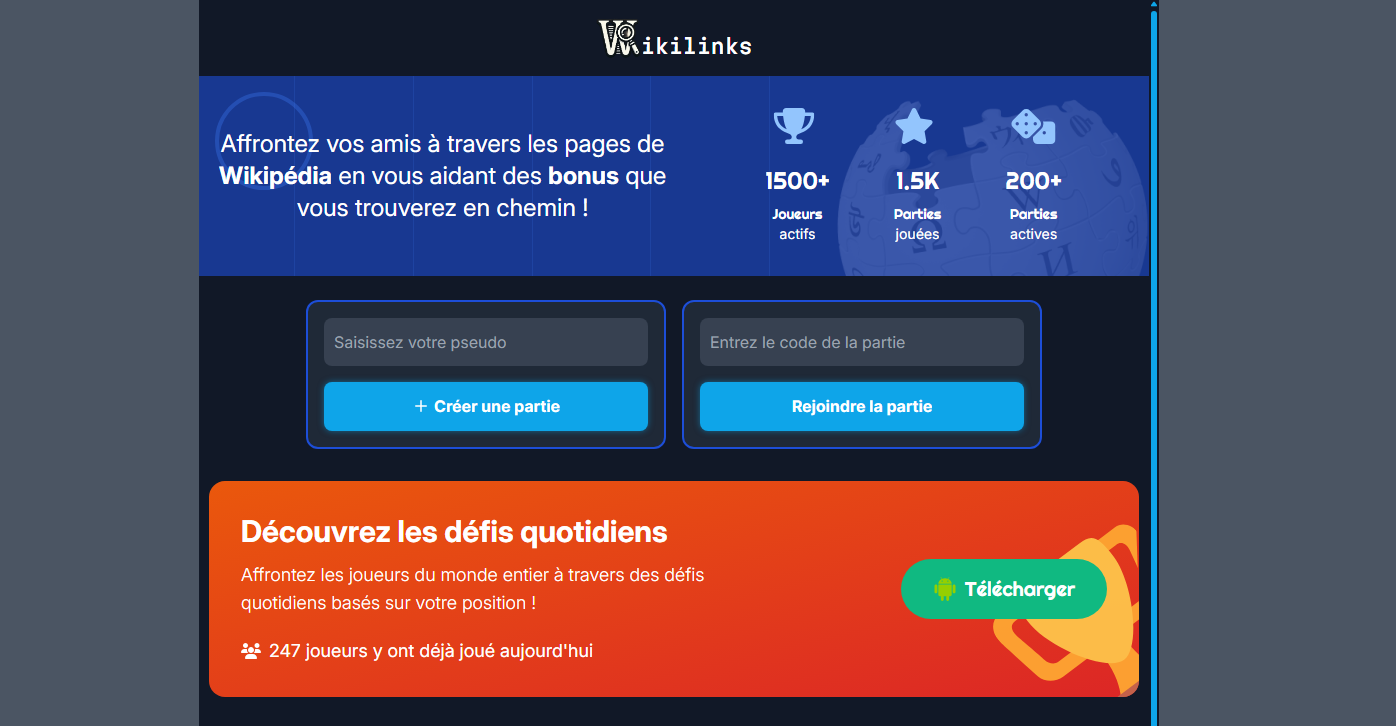 Wikilinks
Affrontez vos amis à travers les pages de
Wikipédia en vous aidant des bonus que
vous trouverez en chemin !
1500+
Joueurs
actifs
1.5K
Parties
jouées
200+
Parties
actives
Saisissez votre pseudo
+ Créer une partie
Entrez le code de la partie
Rejoindre la partie
Découvrez les défis quotidiens
Affrontez les joueurs du monde entier à travers des défis
quotidiens basés sur votre position !
247 joueurs y ont déjà joué aujourd'hui
Télécharger